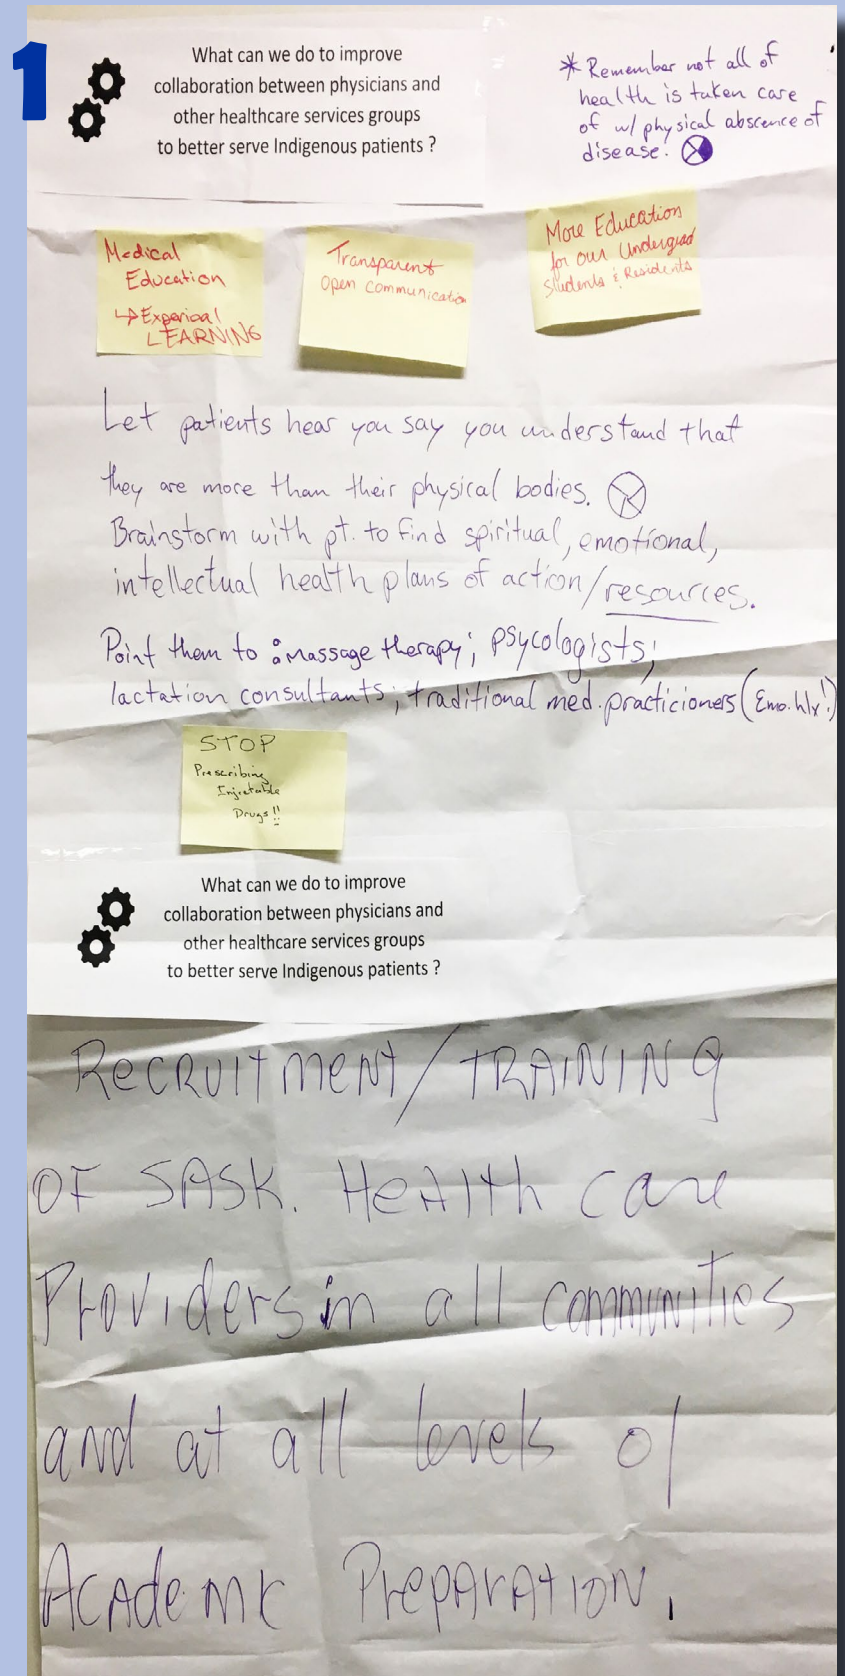 1
What can we do to improve
collaboration between physicians and
other healthcare services groups
to better serve Indigenous patients ?
* Remember not all of
health is taken care
of w/ physical abscence of
disease.
Medical
Education
↳ Experical
LEARNING
Transparent
Open Communication
More Education
for our Undergrad
Students & Residents
Let patients hear you say you understand that
they are more than their physical bodies.
Brainstorm with pt. to find spiritual, emotional,
intellectual health plans of action/resources.
Point them to : massage therapy; psycologists;
lactation consultants; traditional med. practicioners (Emo. hlx!)
STOP
Prescribing
Injectable
Drugs!!
What can we do to improve
collaboration between physicians and
other healthcare services groups
to better serve Indigenous patients ?
Recruitment/TRAINING
OF SASK. Health care
Providers in all communities
and at all levels of
Academic Preparation.